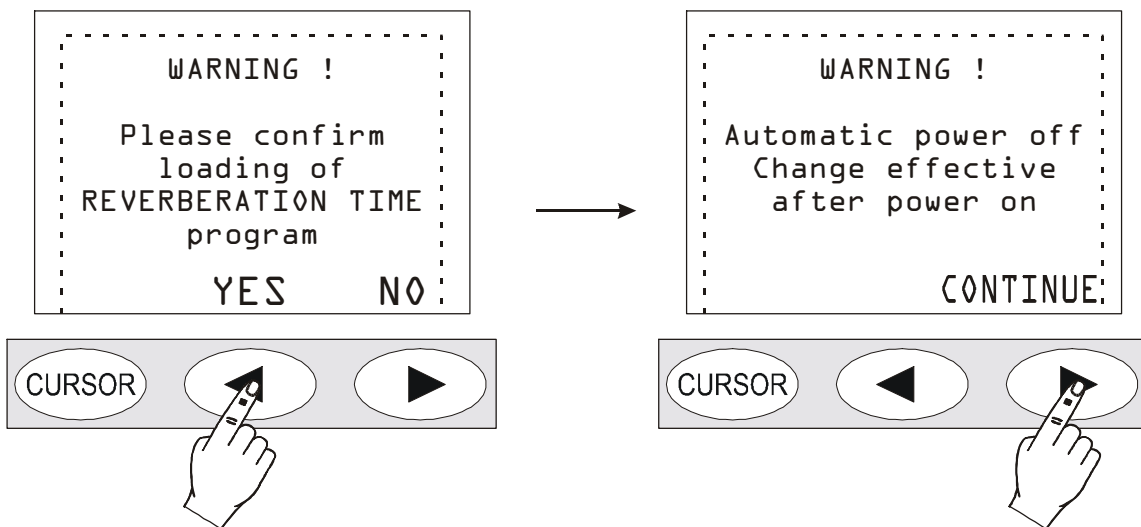 WARNING !
Please confirm
loading of
REVERBERATION TIME
program
YES NO
CURSOR
WARNING !
Automatic power off
Change effective
after power on
CONTINUE
CURSOR